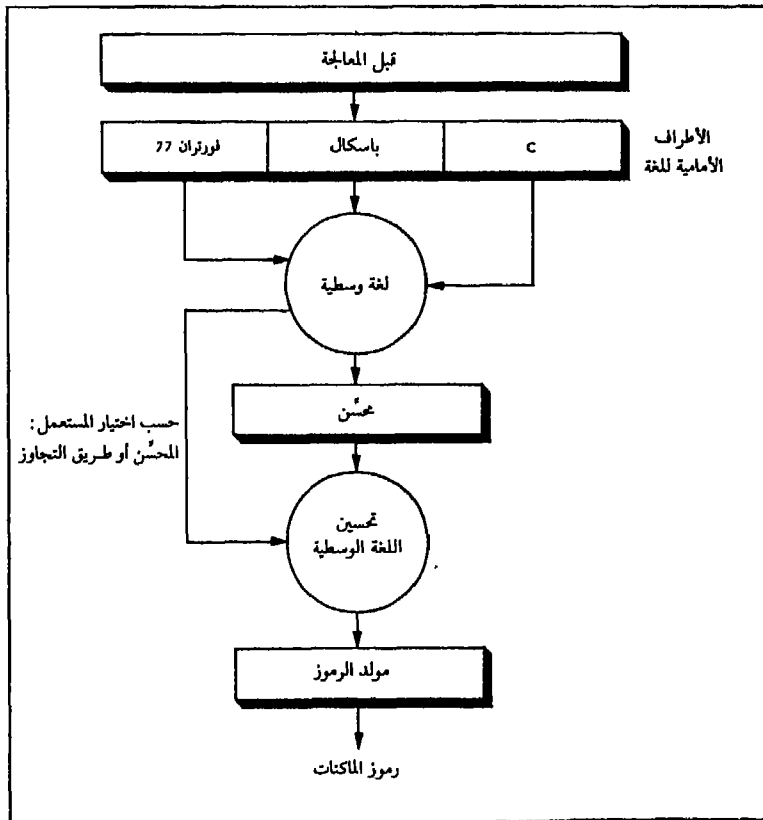 قبل المعالجة
الأطراف
الأمامية للغة
C
باسكال
فورتران 77
لغة وسطية
محسِّن
حسب اختيار المستعمل:
المحسِّن أو طريق التجاوز
تحسين
اللغة الوسطية
مولد الرموز
رموز الماكنات